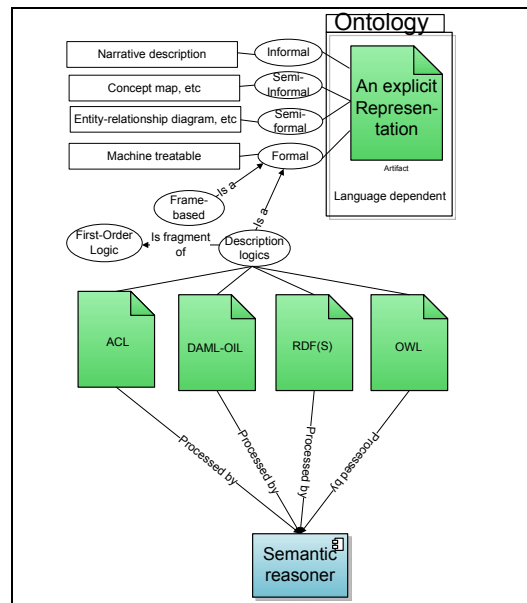 Ontology
Narrative description
Informal
Concept map, etc
Semi-
Informal
Entity-relationship diagram, etc
Semi-
formal
Machine treatable
Formal
An explicit
Represen-
tation
Artifact
Language dependent
Is a
Is a
Frame-
based
First-Order
Logic
Is fragment
of
Description
logics
ACL
DAML-OIL
RDF(S)
OWL
Processed by
Processed by
Processed by
Processed by
Semantic
reasoner